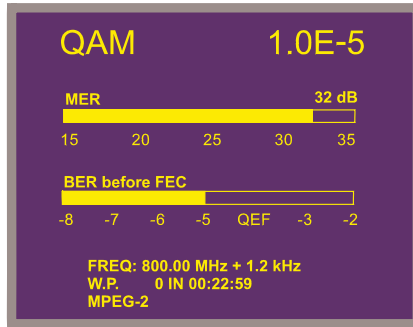 QAM 1.0E-5
MER 32 dB
15 20 25 30 35
BER before FEC
-8 -7 -6 -5 QEF -3 -2
FREQ: 800.00 MHz + 1.2 kHz
W.P. 0 IN 00:22:59
MPEG-2